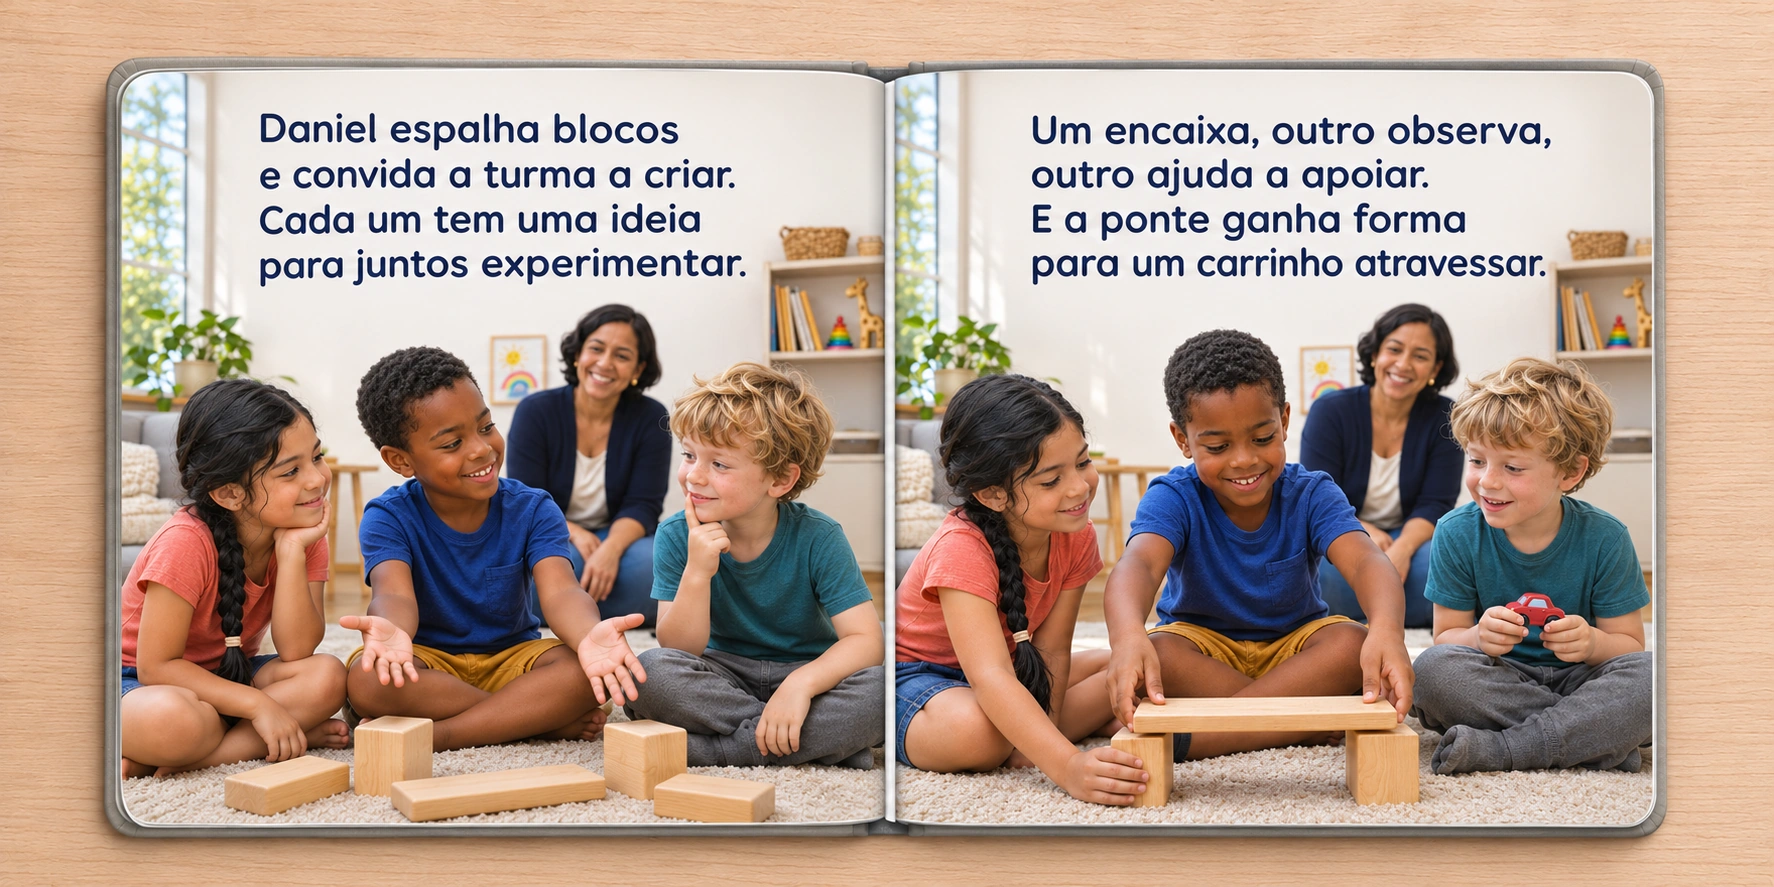 Daniel espalha blocos
e convida a turma a criar.
Cada um tem uma ideia
para juntos experimentar.
Um encaixa, outro observa,
outro ajuda a apoiar.
E a ponte ganha forma
para um carrinho atravessar.